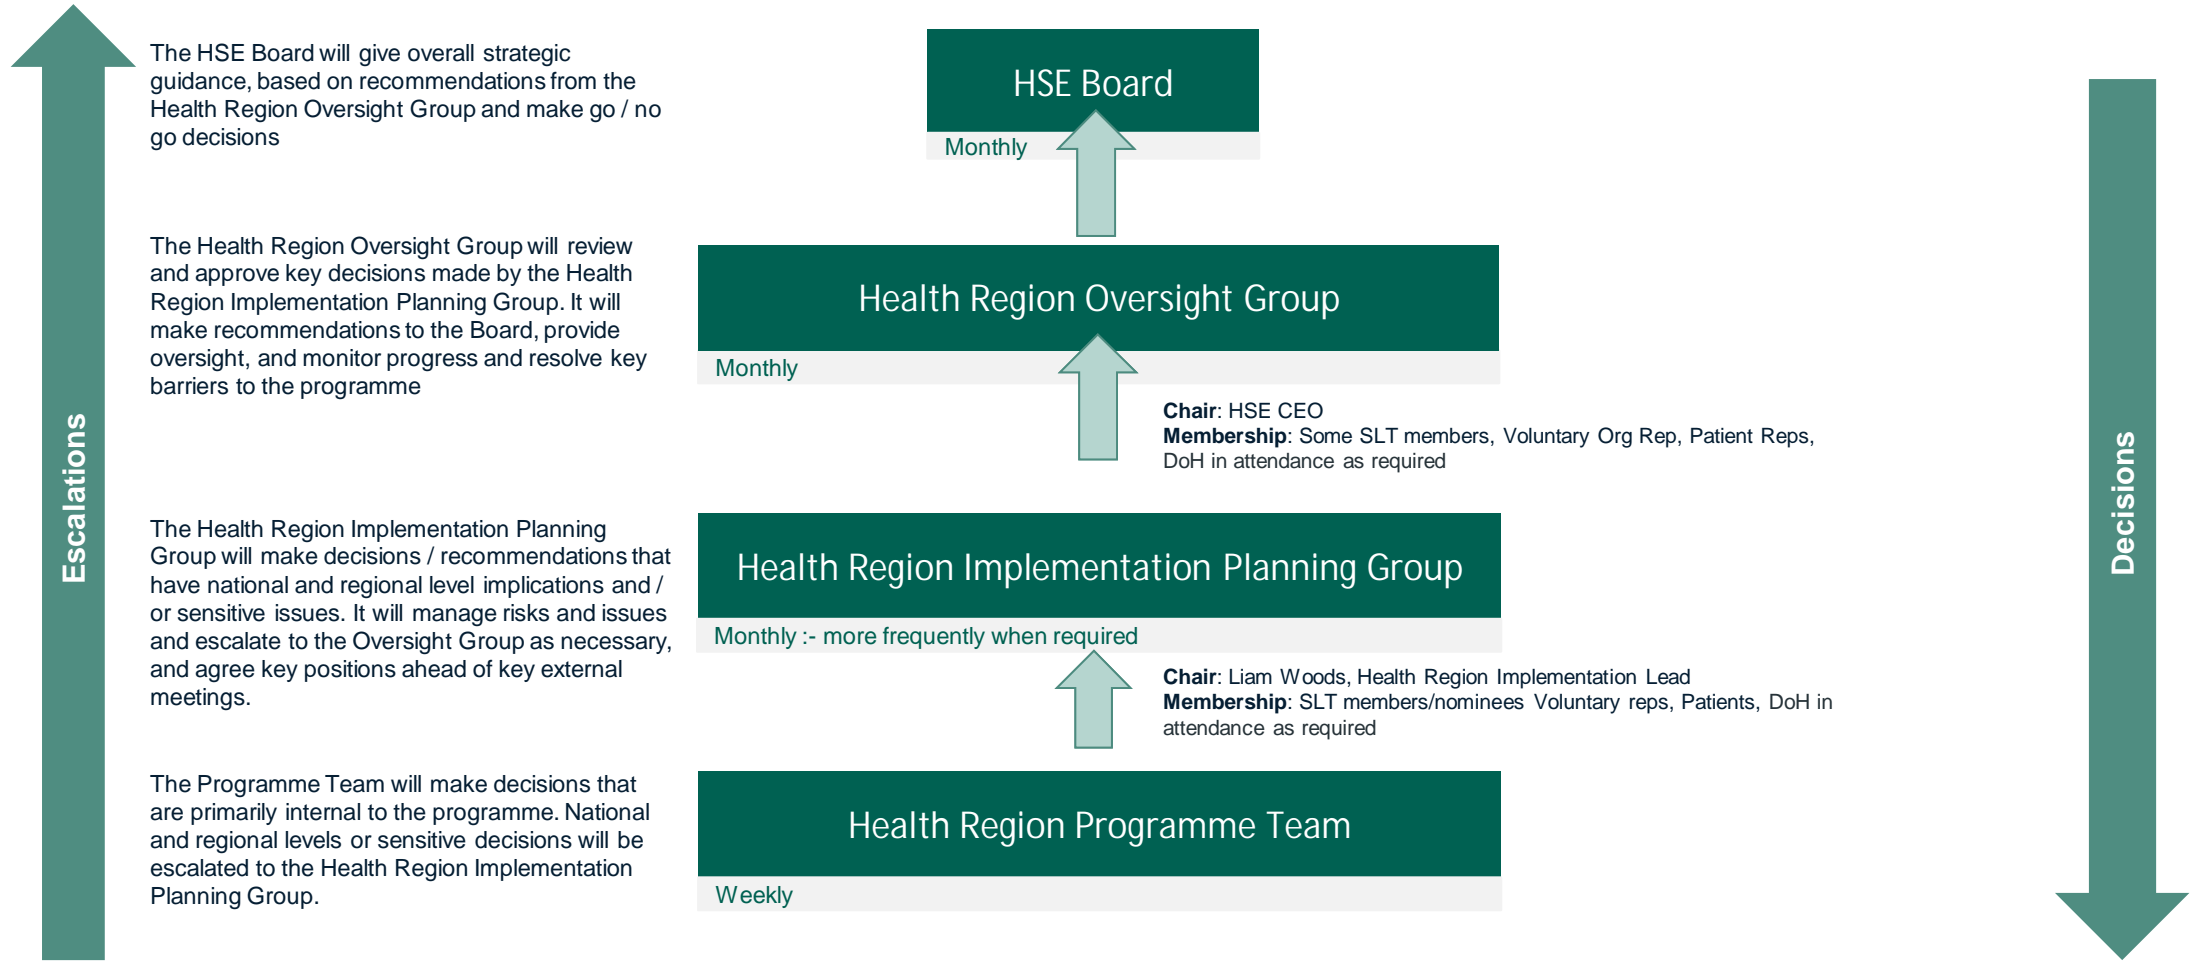 The HSE Board will give overall strategic
guidance, based on recommendations from the
Health Region Oversight Group and make go / no
go decisions
HSE Board
Monthly
The Health Region Oversight Group will review
and approve key decisions made by the Health
Region Implementation Planning Group. It will
make recommendations to the Board, provide
oversight, and monitor progress and resolve key
barriers to the programme
Health Region Oversight Group
Monthly
Chair: HSE CEO
Membership: Some SLT members, Voluntary Org Rep, Patient Reps,
DoH in attendance as required
Escalations
Decisions
The Health Region Implementation Planning
Group will make decisions / recommendations that
have national and regional level implications and /
or sensitive issues. It will manage risks and issues
and escalate to the Oversight Group as necessary,
and agree key positions ahead of key external
meetings.
Health Region Implementation Planning Group
Monthly :- more frequently when required
Chair: Liam Woods, Health Region Implementation Lead
Membership: SLT members/nominees Voluntary reps, Patients, DoH in
attendance as required
The Programme Team will make decisions that
are primarily internal to the programme. National
and regional levels or sensitive decisions will be
escalated to the Health Region Implementation
Planning Group.
Health Region Programme Team
Weekly